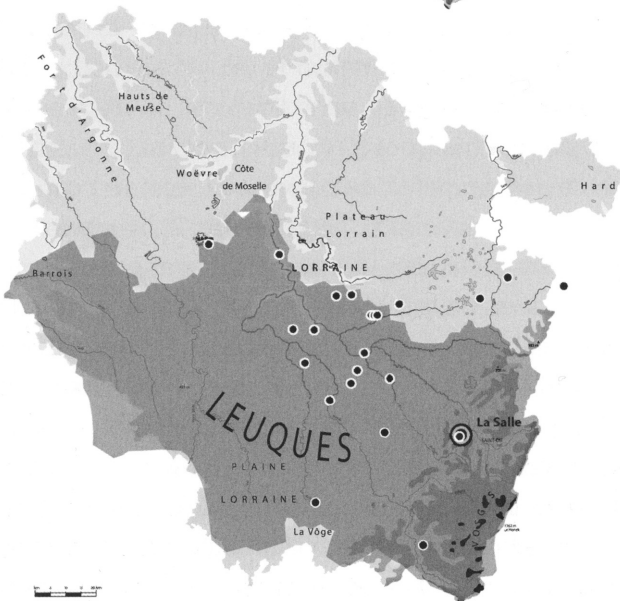 Forêt d'Argonne
Hauts de
Meuse
Woëvre
Côte
de Moselle
Hard
Plateau
Lorrain
LORRAINE
Barrois
LEUQUES
La Salle
PLAINE
LORRAINE
La Vôge
VOSGES